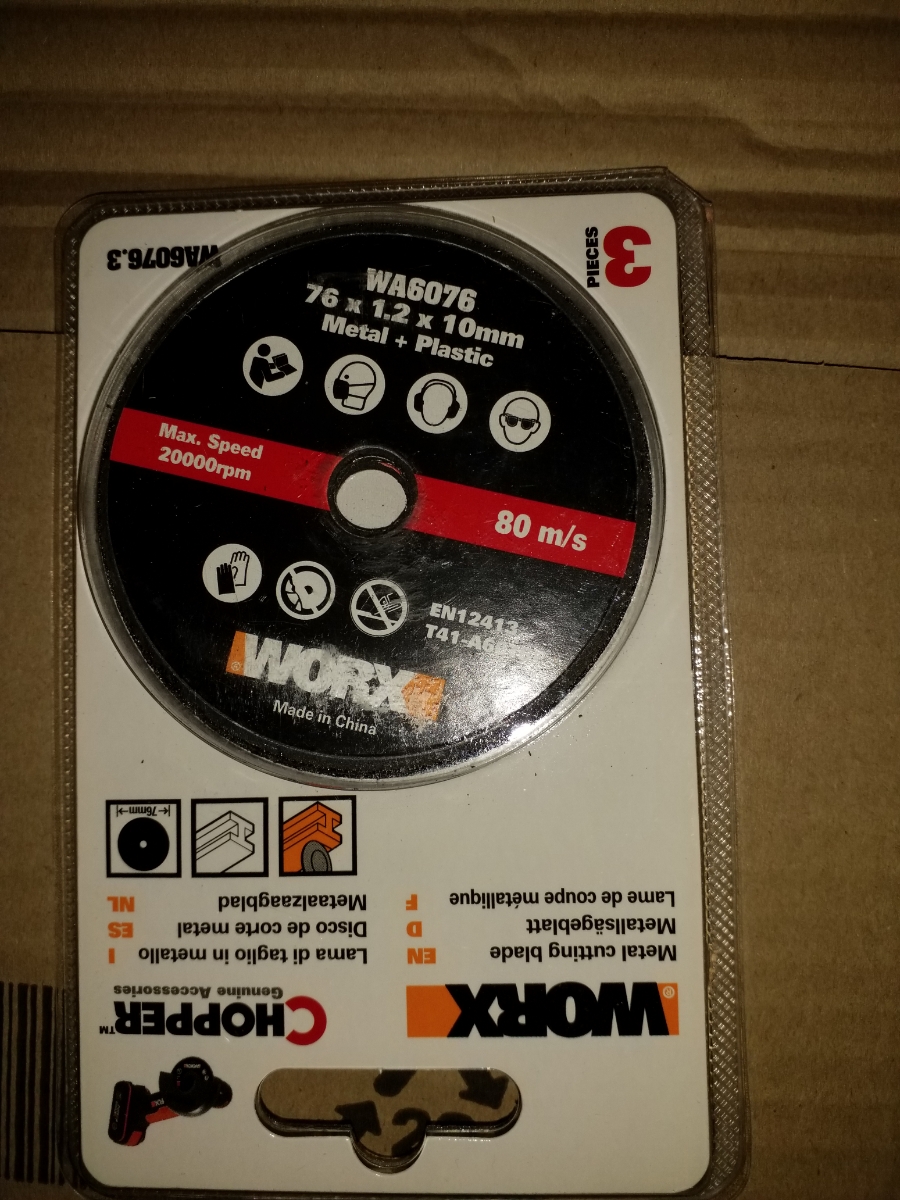 WA6076.3
3
PIECES
WA6076
76 x 1.2 x 10mm
Metal + Plastic
Max. Speed
20000rpm
80 m/s
EN12413
WORX®
Made in China
76mm
WORX®
CHOPPER™
Genuine Accessories
EN Metal cutting blade
D Metallsägeblatt
F Lame de coupe métallique
I Lama di taglio in metallo
ES Disco de corte metal
NL Metaalzaagblad